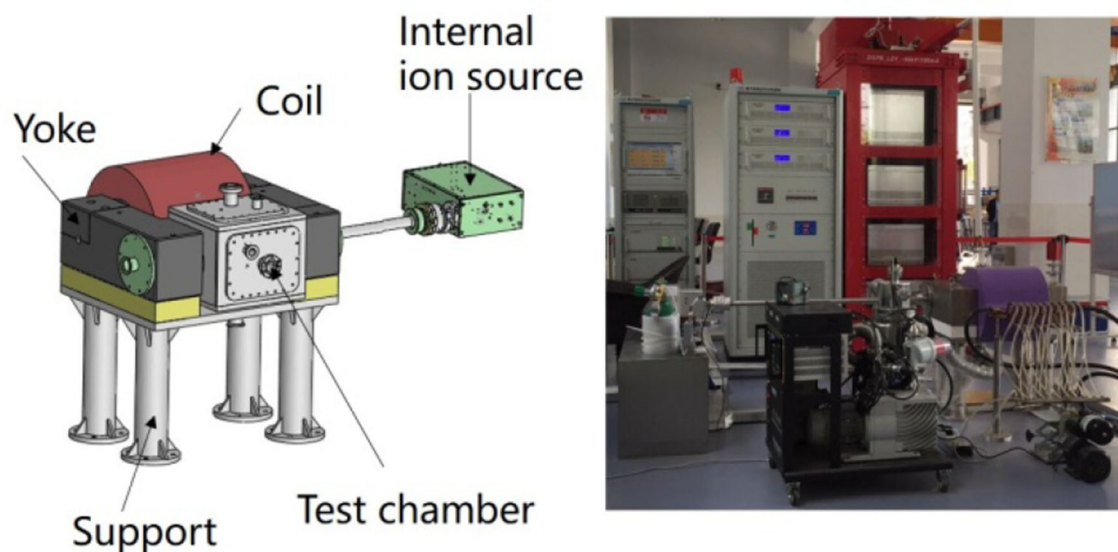 Internal
ion source
Coil
Yoke
Test chamber
Support